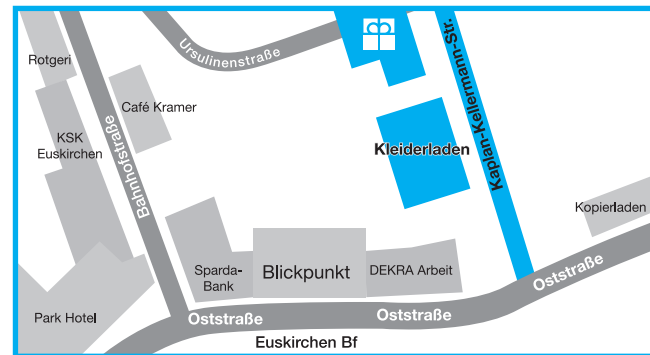 Ursulinenstraße
Kaplan-Kellermann-Str.
Rotgeri
Café Kramer
KSK
Euskirchen
Bahnhofstraße
Kleiderladen
Kopierladen
Sparda-
Bank
Blickpunkt
DEKRA Arbeit
Oststraße
Park Hotel
Oststraße
Oststraße
Euskirchen Bf